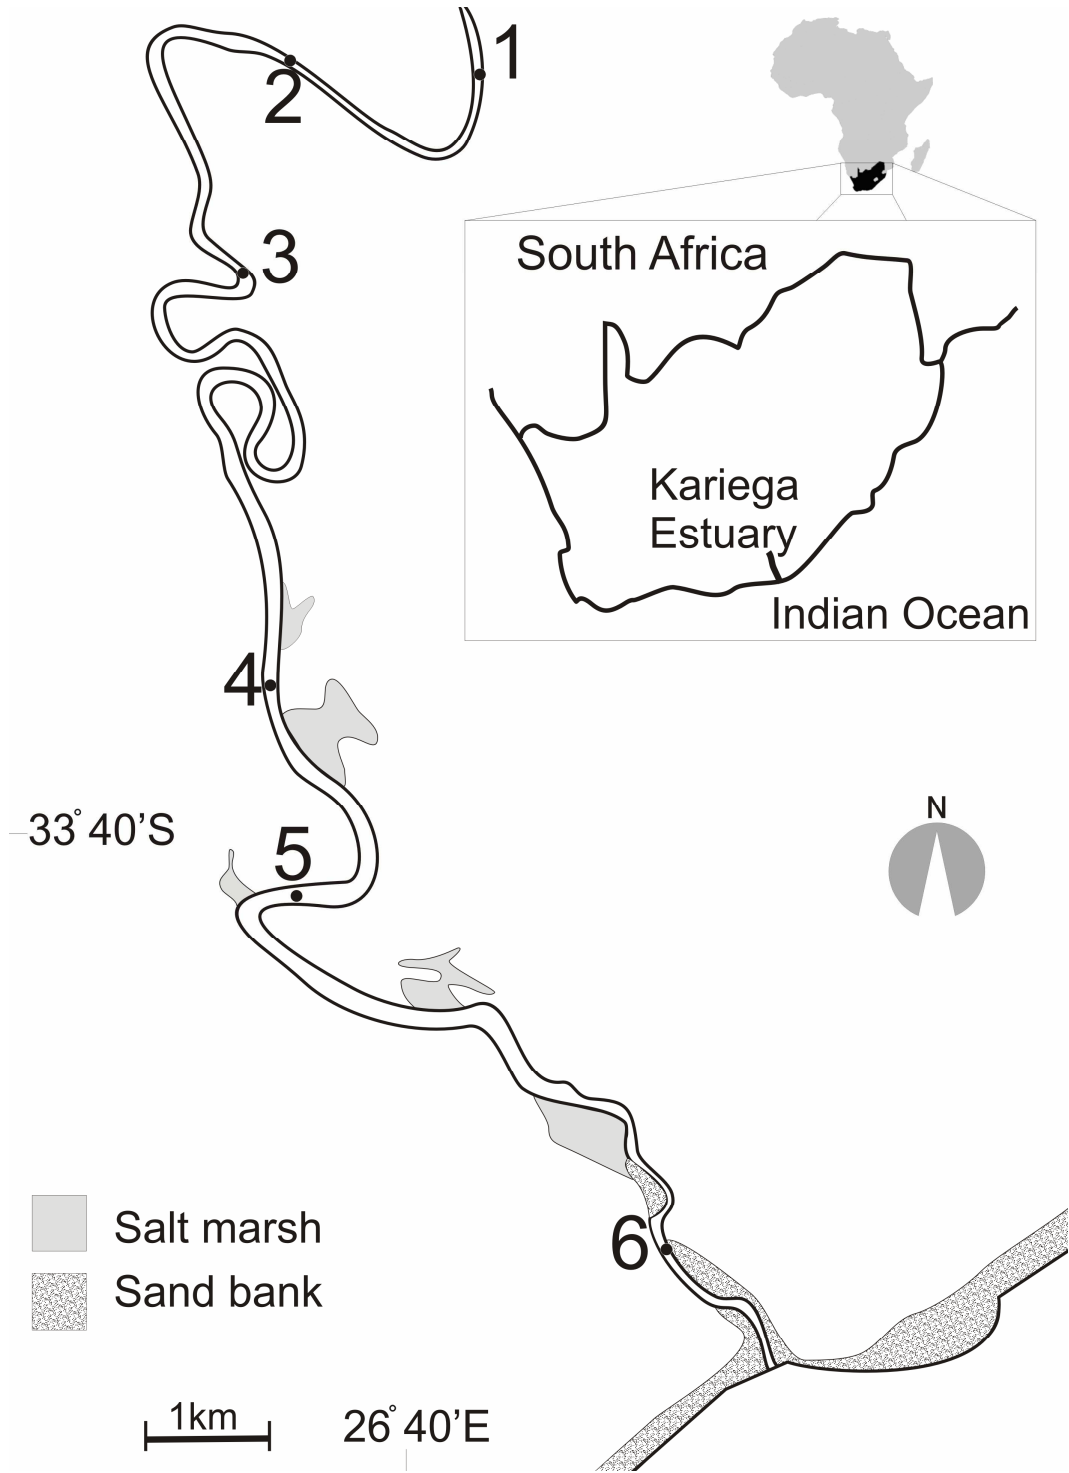 1
2
3
South Africa
Kariega
Estuary
Indian Ocean
4
33°40'S
N
5
6
Salt marsh
Sand bank
1km
26°40'E